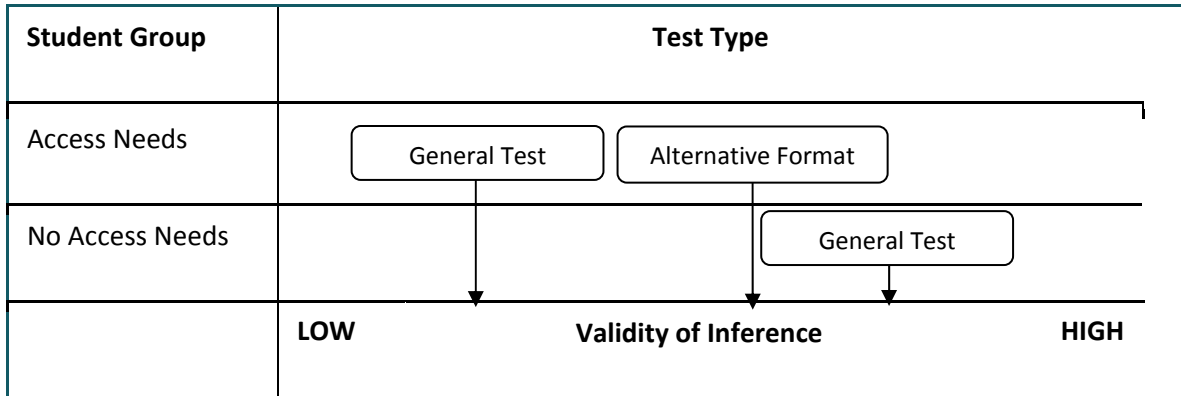 Student Group
Test Type
Access Needs
General Test
Alternative Format
No Access Needs
General Test
LOW
Validity of Inference
HIGH